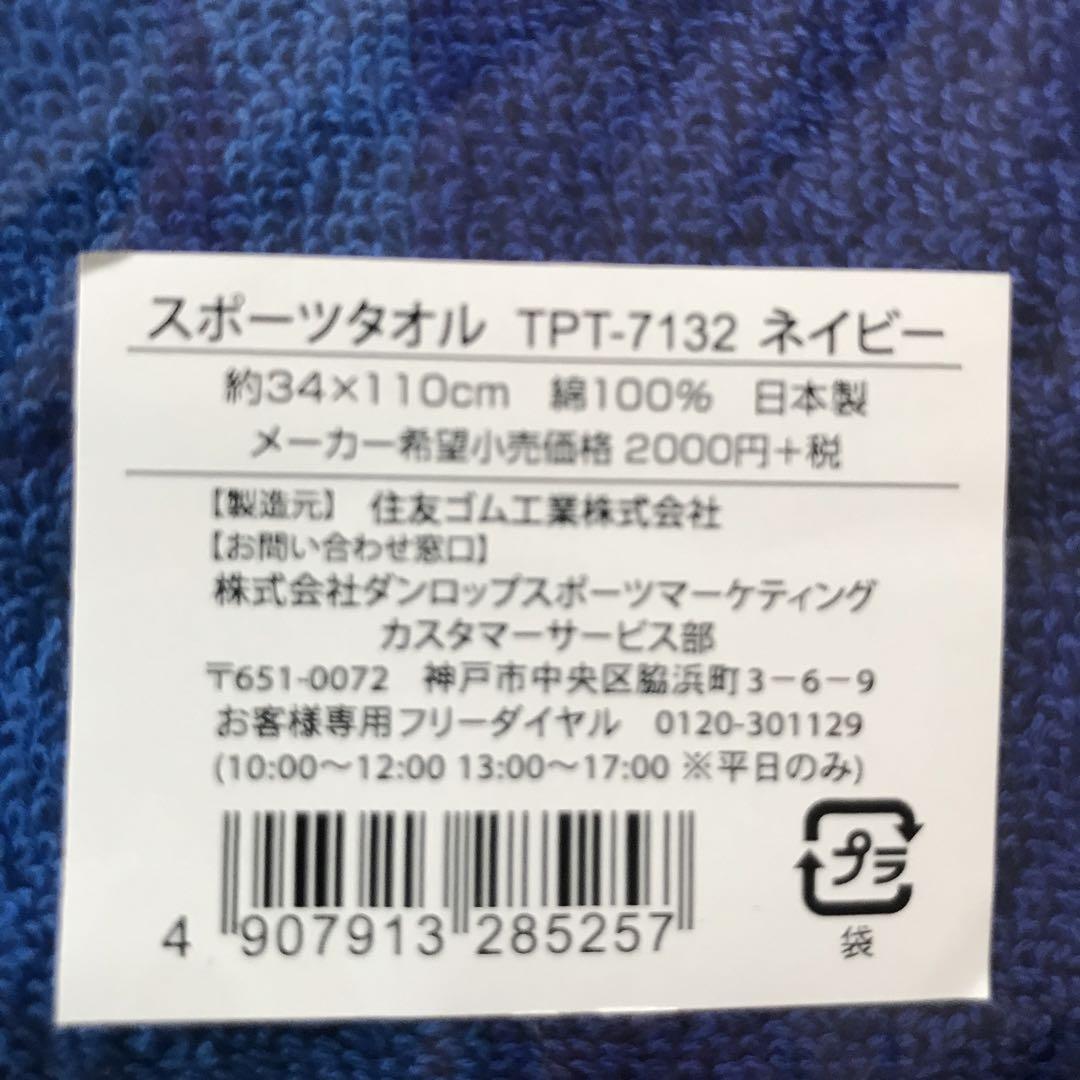 スポーツタオル TPT-7132 ネイビー
約34×110cm 綿100% 日本製
メーカー希望小売価格 2000円+税
【製造元】 住友ゴム工業株式会社
【お問い合わせ窓口】
株式会社ダンロップスポーツマーケティング
カスタマーサービス部
〒651-0072 神戸市中央区脇浜町3-6-9
お客様専用フリーダイヤル 0120-301129
(10:00~12:00 13:00~17:00 ※平日のみ)
プラ
袋
4 907913 285257